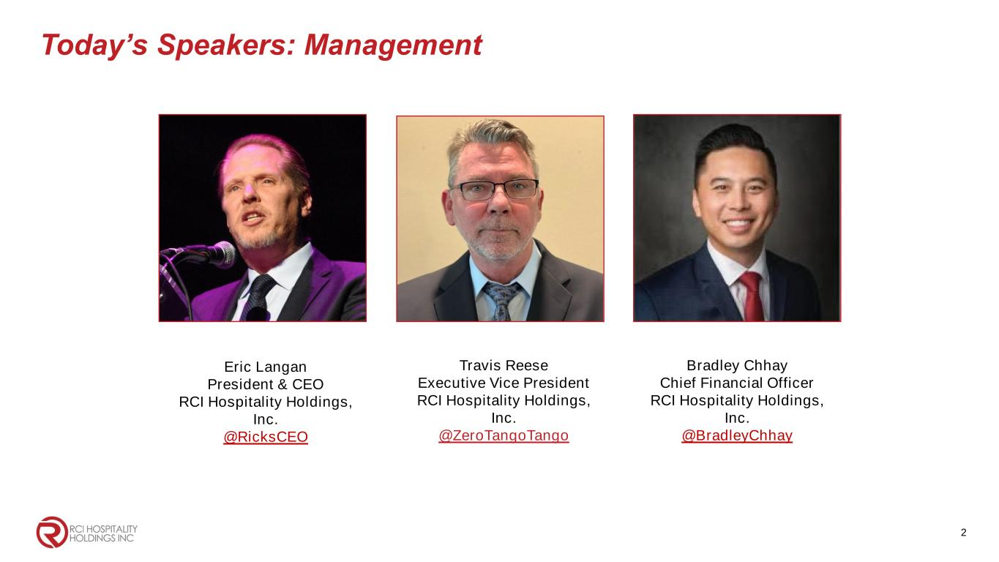 Today’s Speakers: Management
Eric Langan
President & CEO
RCI Hospitality Holdings,
Inc.
@RicksCEO
Travis Reese
Executive Vice President
RCI Hospitality Holdings,
Inc.
@ZeroTangoTango
Bradley Chhay
Chief Financial Officer
RCI Hospitality Holdings,
Inc.
@BradleyChhay
RCI HOSPITALITY
HOLDINGS INC
2